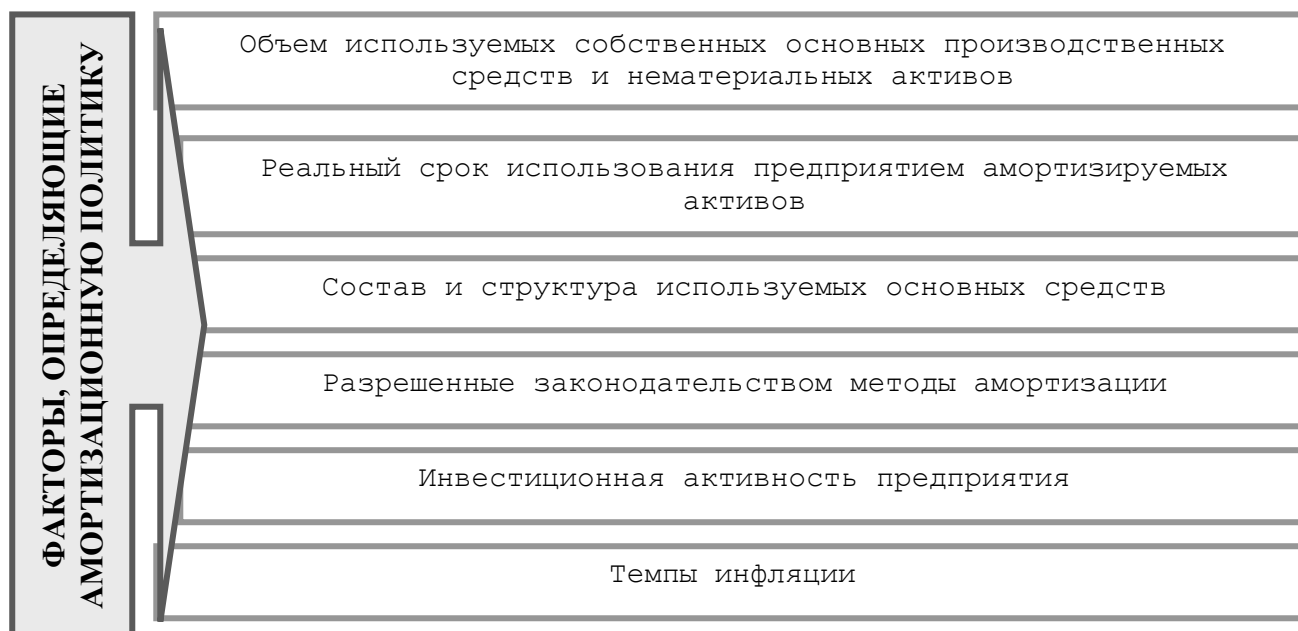 ФАКТОРЫ, ОПРЕДЕЛЯЮЩИЕ
АМОРТИЗАЦИОННУЮ ПОЛИТИКУ
Объем используемых собственных основных производственных
средств и нематериальных активов
Реальный срок использования предприятием амортизируемых
активов
Состав и структура используемых основных средств
Разрешенные законодательством методы амортизации
Инвестиционная активность предприятия
Темпы инфляции